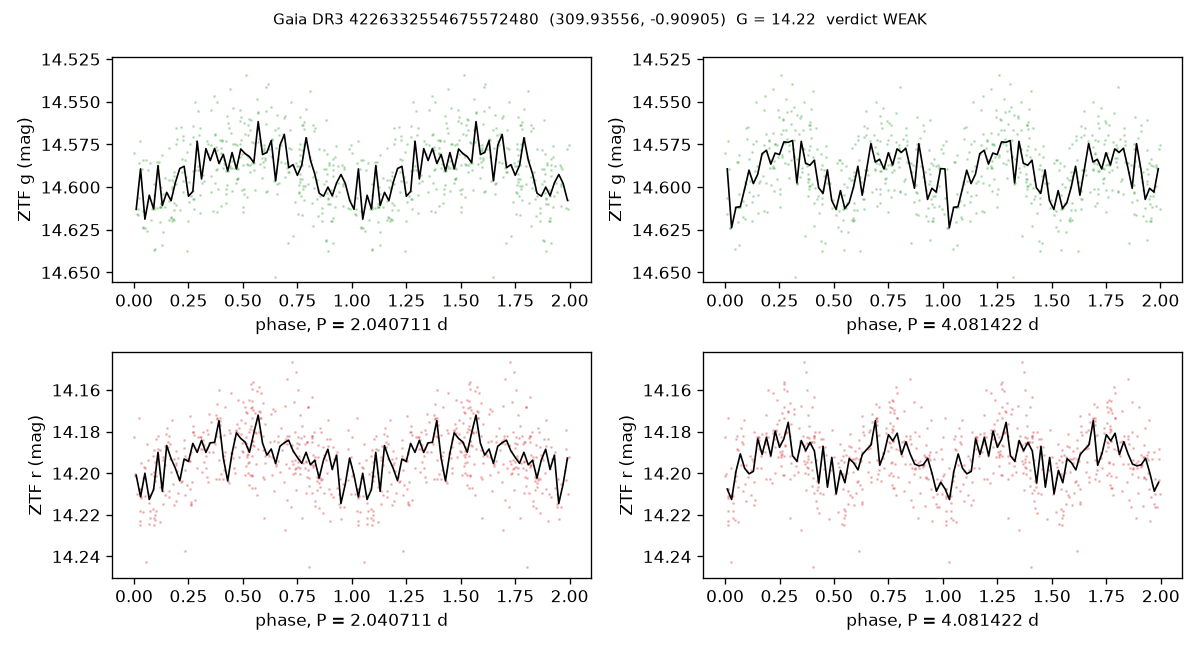 Gaia DR3 4226332554675572480 (309.93556, -0.90905) G = 14.22 verdict WEAK
ZTF g (mag)
14.525
14.550
14.575
14.600
14.625
14.650
0.00 0.25 0.50 0.75 1.00 1.25 1.50 1.75 2.00
phase, P = 2.040711 d
ZTF g (mag)
14.525
14.550
14.575
14.600
14.625
14.650
0.00 0.25 0.50 0.75 1.00 1.25 1.50 1.75 2.00
phase, P = 4.081422 d
ZTF r (mag)
14.16
14.18
14.20
14.22
14.24
0.00 0.25 0.50 0.75 1.00 1.25 1.50 1.75 2.00
phase, P = 2.040711 d
ZTF r (mag)
14.16
14.18
14.20
14.22
14.24
0.00 0.25 0.50 0.75 1.00 1.25 1.50 1.75 2.00
phase, P = 4.081422 d